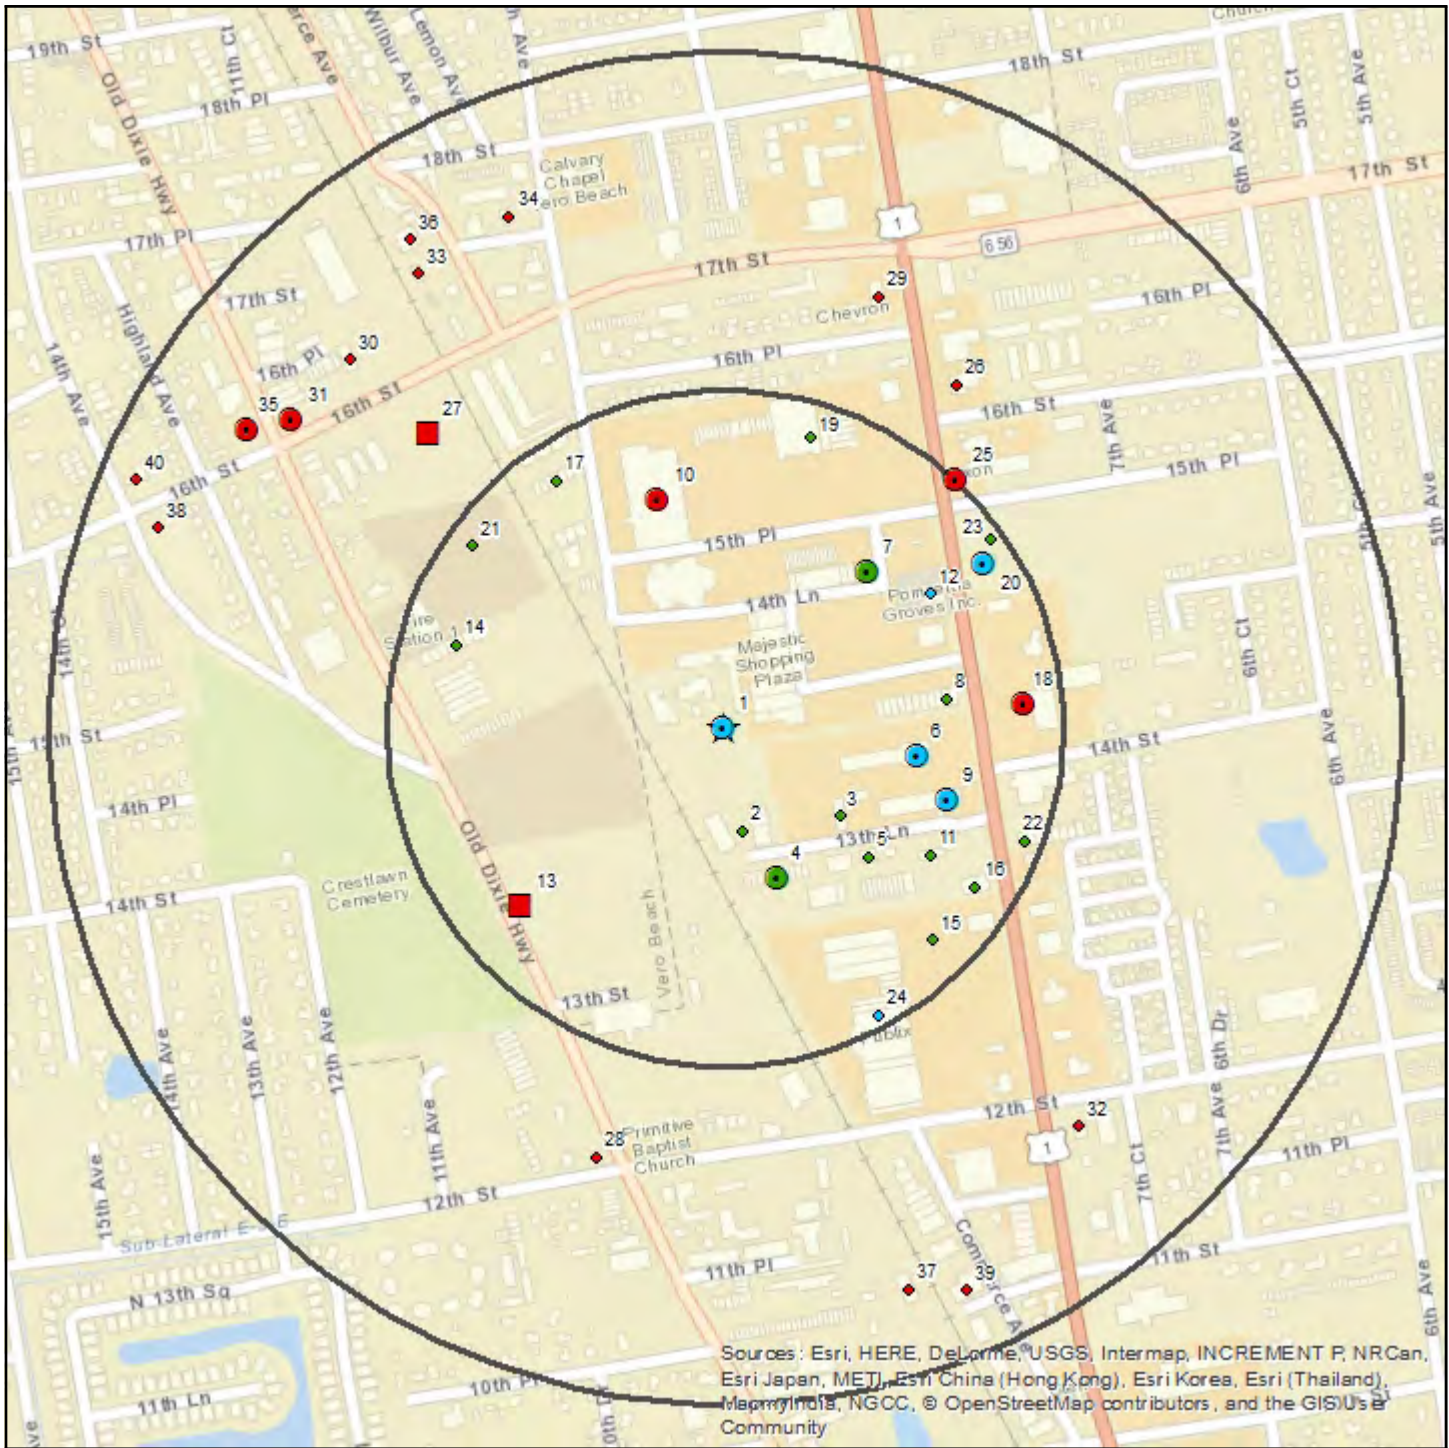 Church
19th St
11th Ct
Wilbur Ave
Lemon Ave
18th St
5th Ct
5th Ave
Old Dixie Hwy
18th Pl
18th St
Calvary
Chapel
6th Ave
17th St
34
36
1
17th Pl
33
656
17th St
29
16th Pl
17th St
Highland Ave
Chevron
30
14th Ave
16th Pl
16th Pl
26
16th St
31
16th St
35
27
7th Ave
19
25
40
17
10
15th Pl
16th St
5th Ave
38
15th Pl
23
21
7
12
20
14th Ln
Groves Inc.
14
Majestic
Shopping
Plaza
6th Ct
8
18
1
15th St
6
14th St
6th Ave
14th Pl
9
3
2
13th Ln
22
5
11
Old Dixie Hwy
4
Crestlawn
Cemetery
13
16
14th St
15
Vero Beach
13th St
24
Publix
14th Ave
13th Ave
12th Ave
6th Dr
12th St
32
11th Ave
28
Primitive
Baptist
Church
7th Ave
1
11th Pl
15th Ave
7th Ct
12th St
Commerce Ave
11th St
11th Pl
37
39
N 13th Sq
6th Ave
10th Pl
11th Ln
Sources: Esri, HERE, DeLorme, USGS, Intermap, INCREMENT P, NRCan,
Esri Japan, METI, Esri China (Hong Kong), Esri Korea, Esri (Thailand),
MapmyIndia, NGCC, © OpenStreetMap contributors, and the GIS User
Community